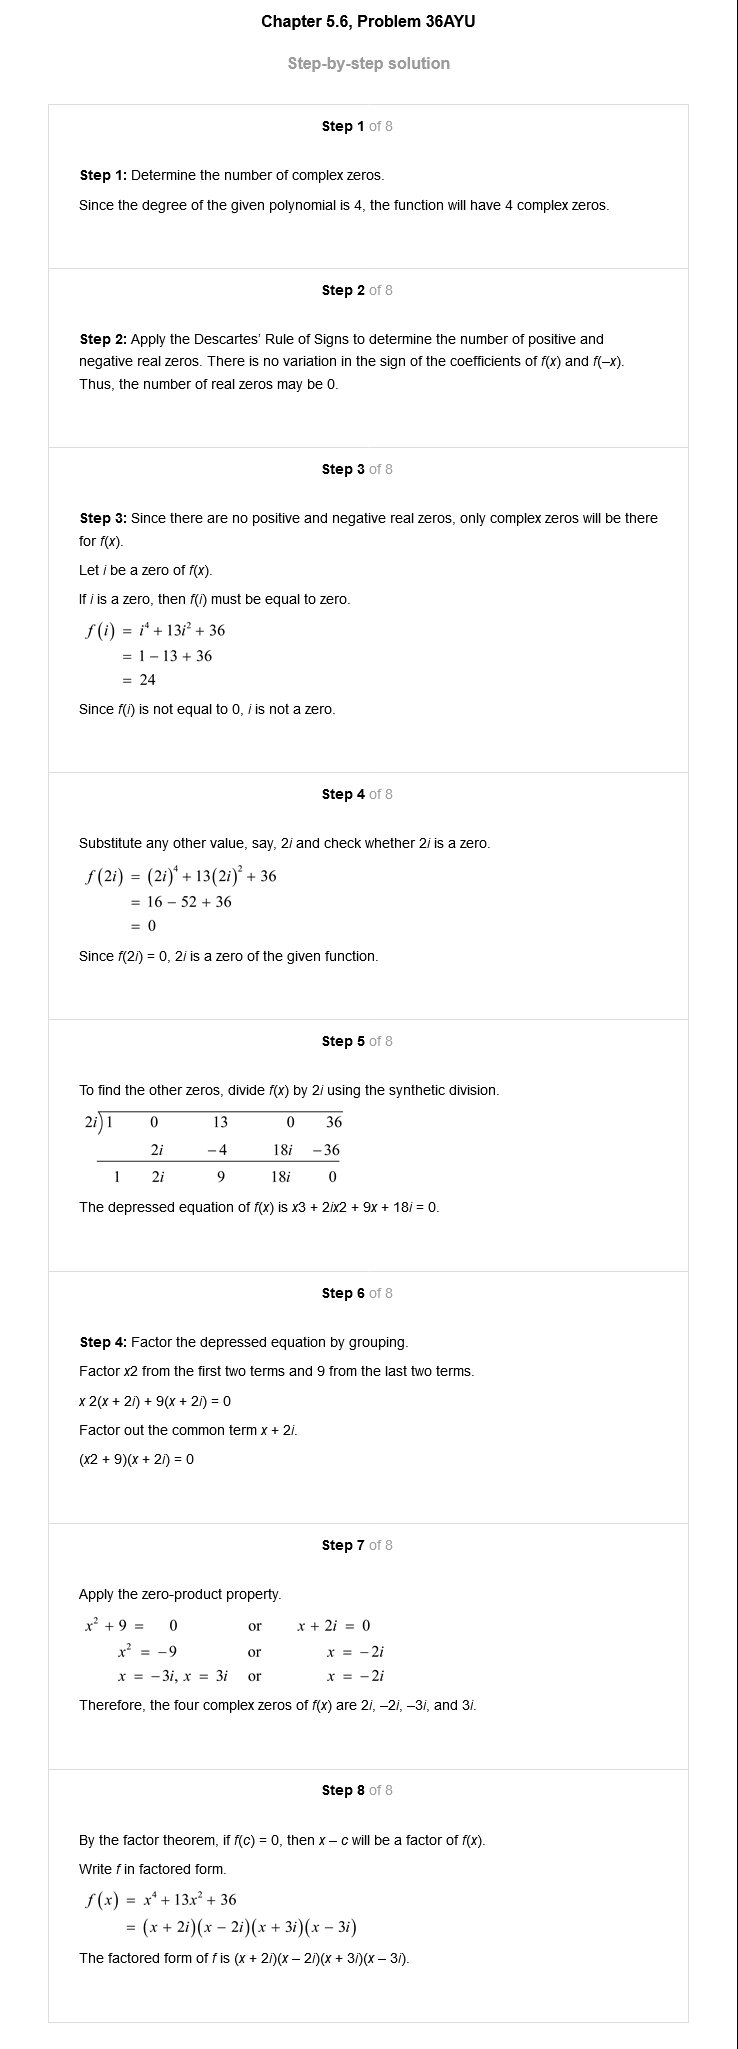 Chapter 5.6, Problem 36AYU
Step-by-step solution
Step 1 of 8
Step 1: Determine the number of complex zeros.
Since the degree of the given polynomial is 4, the function will have 4 complex zeros.
Step 2 of 8
Step 2: Apply the Descartes' Rule of Signs to determine the number of positive and
negative real zeros. There is no variation in the sign of the coefficients of f(x) and f(–x).
Thus, the number of real zeros may be 0.
Step 3 of 8
Step 3: Since there are no positive and negative real zeros, only complex zeros will be there
for f(x).
Let i be a zero of f(x).
If i is a zero, then f(i) must be equal to zero.
f(i) = i⁴ + 13i² + 36
= 1 − 13 + 36
= 24
Since f(i) is not equal to 0, i is not a zero.
Step 4 of 8
Substitute any other value, say, 2i and check whether 2i is a zero.
f(2i) = (2i)⁴ + 13(2i)² + 36
= 16 − 52 + 36
= 0
Since f(2i) = 0, 2i is a zero of the given function.
Step 5 of 8
To find the other zeros, divide f(x) by 2i using the synthetic division.
2i)1 0 13 0 36
2i −4 18i −36
1 2i 9 18i 0
The depressed equation of f(x) is x3 + 2ix2 + 9x + 18i = 0.
Step 6 of 8
Step 4: Factor the depressed equation by grouping.
Factor x2 from the first two terms and 9 from the last two terms.
x 2(x + 2i) + 9(x + 2i) = 0
Factor out the common term x + 2i.
(x2 + 9)(x + 2i) = 0
Step 7 of 8
Apply the zero-product property.
x² + 9 = 0 or x + 2i = 0
x² = −9 or x = −2i
x = −3i, x = 3i or x = −2i
Therefore, the four complex zeros of f(x) are 2i, –2i, –3i, and 3i.
Step 8 of 8
By the factor theorem, if f(c) = 0, then x – c will be a factor of f(x).
Write f in factored form.
f(x) = x⁴ + 13x² + 36
= (x + 2i)(x − 2i)(x + 3i)(x − 3i)
The factored form of f is (x + 2i)(x – 2i)(x + 3i)(x – 3i).